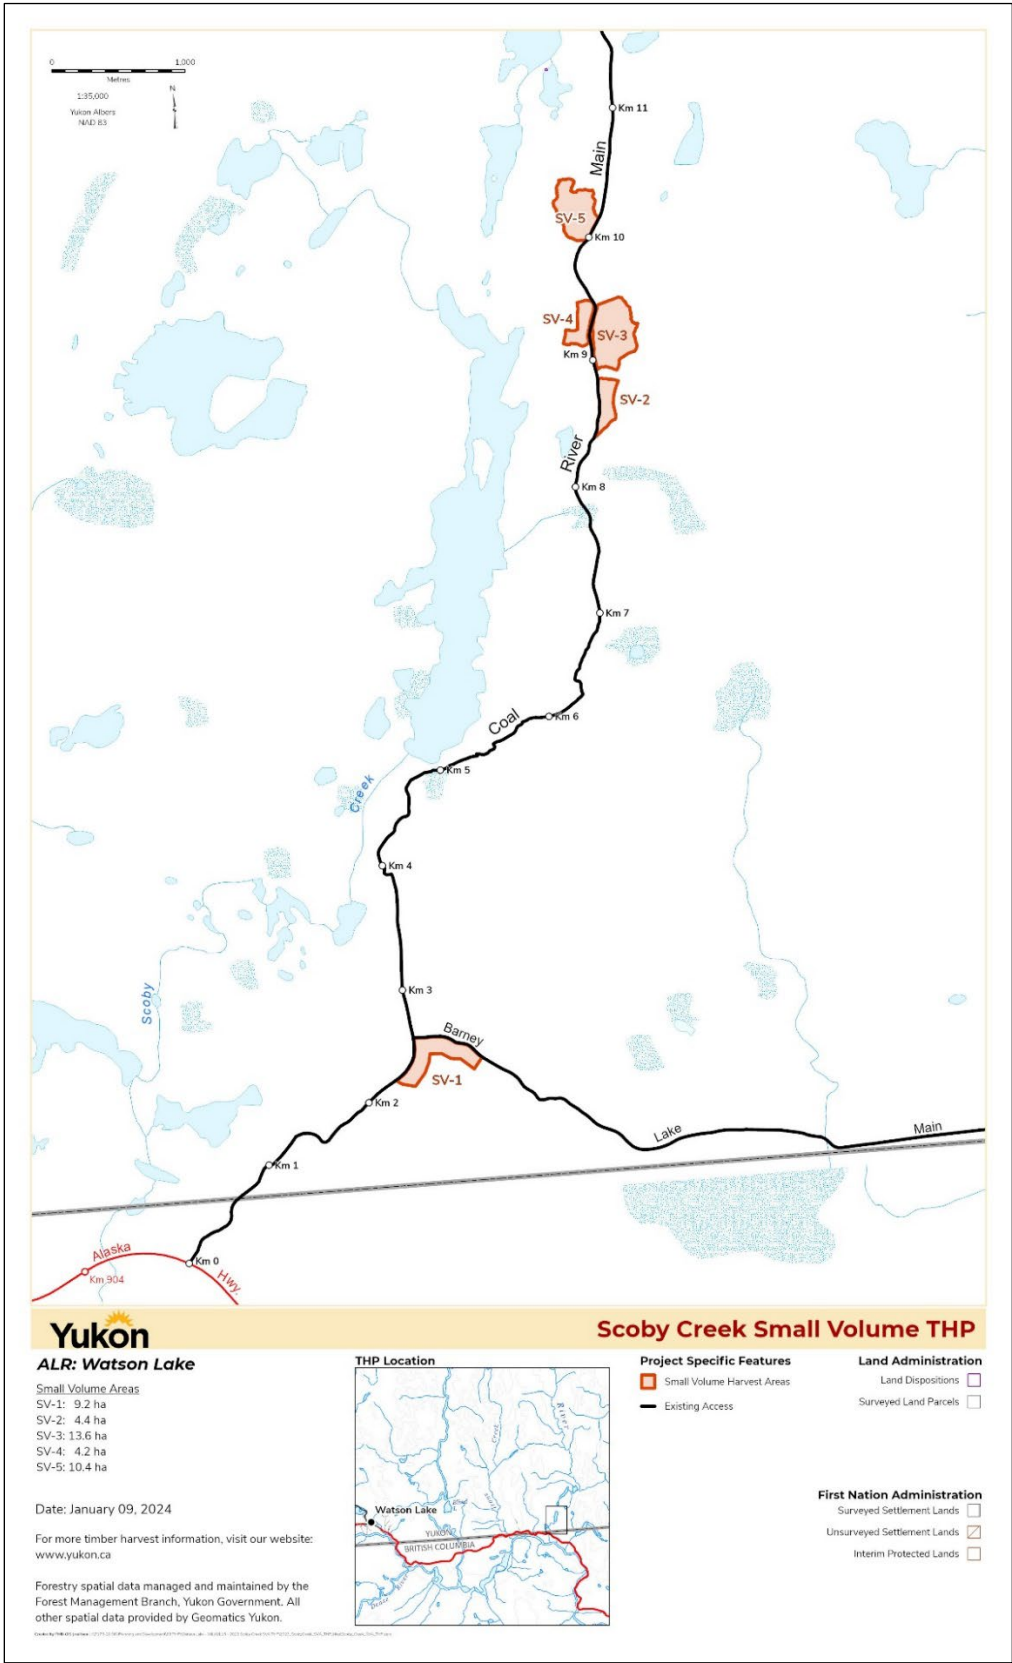 0 1,000
Metres
1:35,000
Yukon Albers
NAD 83
N
Km 11
Main
SV-5
Km 10
SV-4
SV-3
Km 9
SV-2
River
Km 8
Km 7
Coal
Km 6
Km 5
Creek
Km 4
Scoby
Km 3
Barney
SV-1
Km 2
Lake
Main
Km 1
Alaska
Km 0
Km 904
Hwy.
Yukon
Scoby Creek Small Volume THP
ALR: Watson Lake
Small Volume Areas
SV-1: 9.2 ha
SV-2: 4.4 ha
SV-3: 13.6 ha
SV-4: 4.2 ha
SV-5: 10.4 ha
Date: January 09, 2024
For more timber harvest information, visit our website:
www.yukon.ca
Forestry spatial data managed and maintained by the
Forest Management Branch, Yukon Government. All
other spatial data provided by Geomatics Yukon.
THP Location
River
Creek
Watson Lake
YUKON
BRITISH COLUMBIA
River
Project Specific Features
Small Volume Harvest Areas
Existing Access
Land Administration
Land Dispositions
Surveyed Land Parcels
First Nation Administration
Surveyed Settlement Lands
Unsurveyed Settlement Lands
Interim Protected Lands